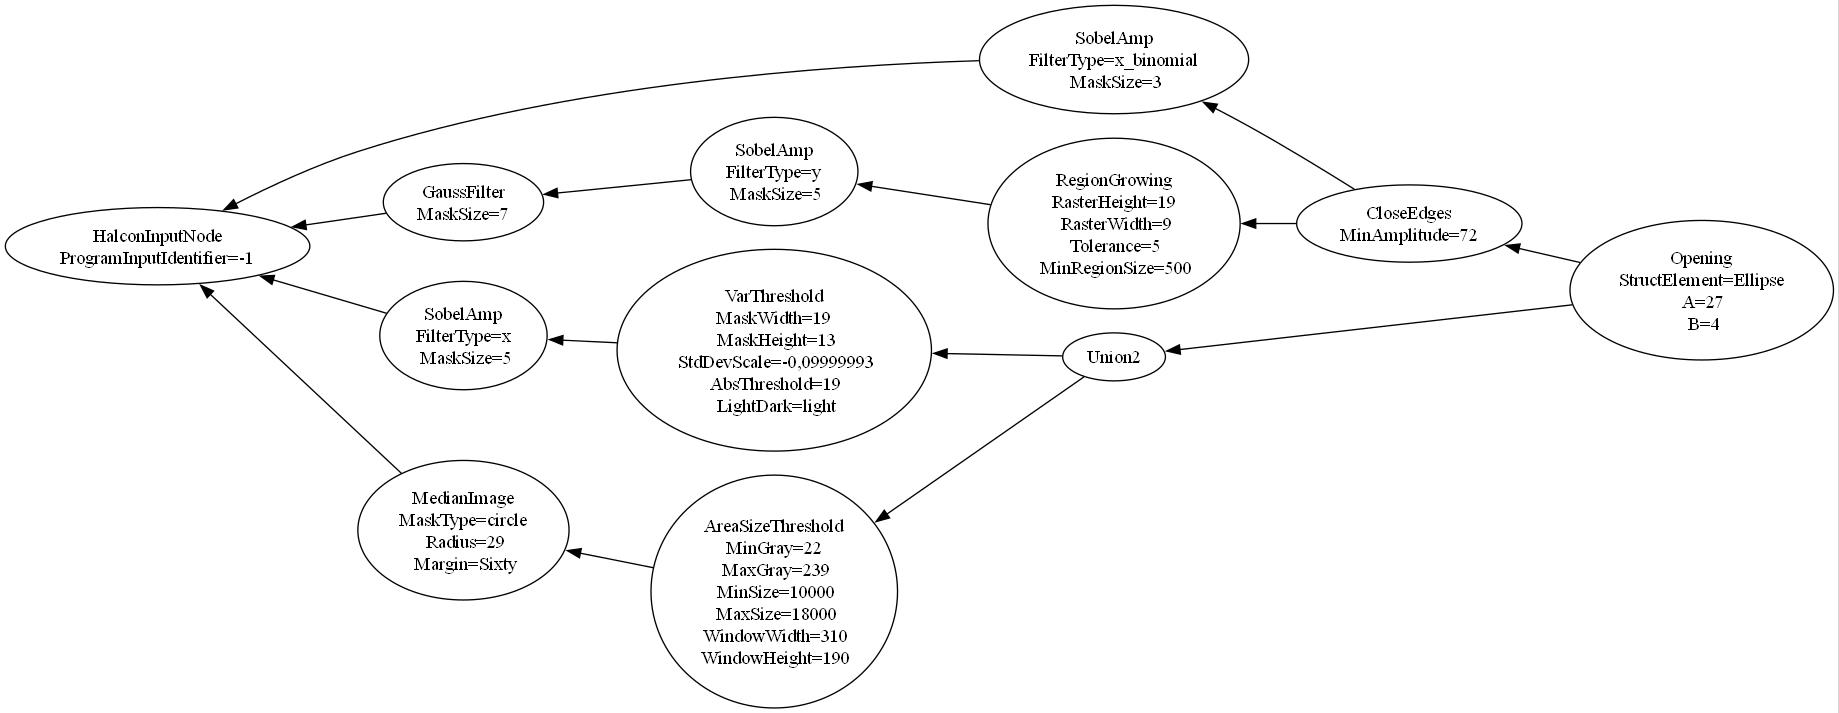 SobelAmp
FilterType=x_binomial
MaskSize=3
SobelAmp
FilterType=y
MaskSize=5
GaussFilter
MaskSize=7
RegionGrowing
RasterHeight=19
RasterWidth=9
Tolerance=5
MinRegionSize=500
CloseEdges
MinAmplitude=72
HalconInputNode
ProgramInputIdentifier=-1
Opening
StructElement=Ellipse
A=27
B=4
SobelAmp
FilterType=x
MaskSize=5
VarThreshold
MaskWidth=19
MaskHeight=13
StdDevScale=-0,09999993
AbsThreshold=19
LightDark=light
Union2
MedianImage
MaskType=circle
Radius=29
Margin=Sixty
AreaSizeThreshold
MinGray=22
MaxGray=239
MinSize=10000
MaxSize=18000
WindowWidth=310
WindowHeight=190